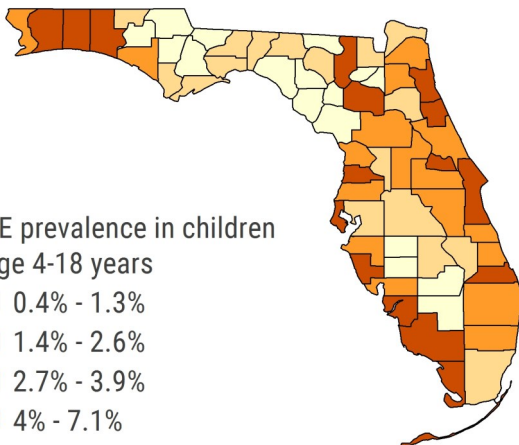 E prevalence in children
ge 4-18 years
0.4% - 1.3%
1.4% - 2.6%
2.7% - 3.9%
4% - 7.1%